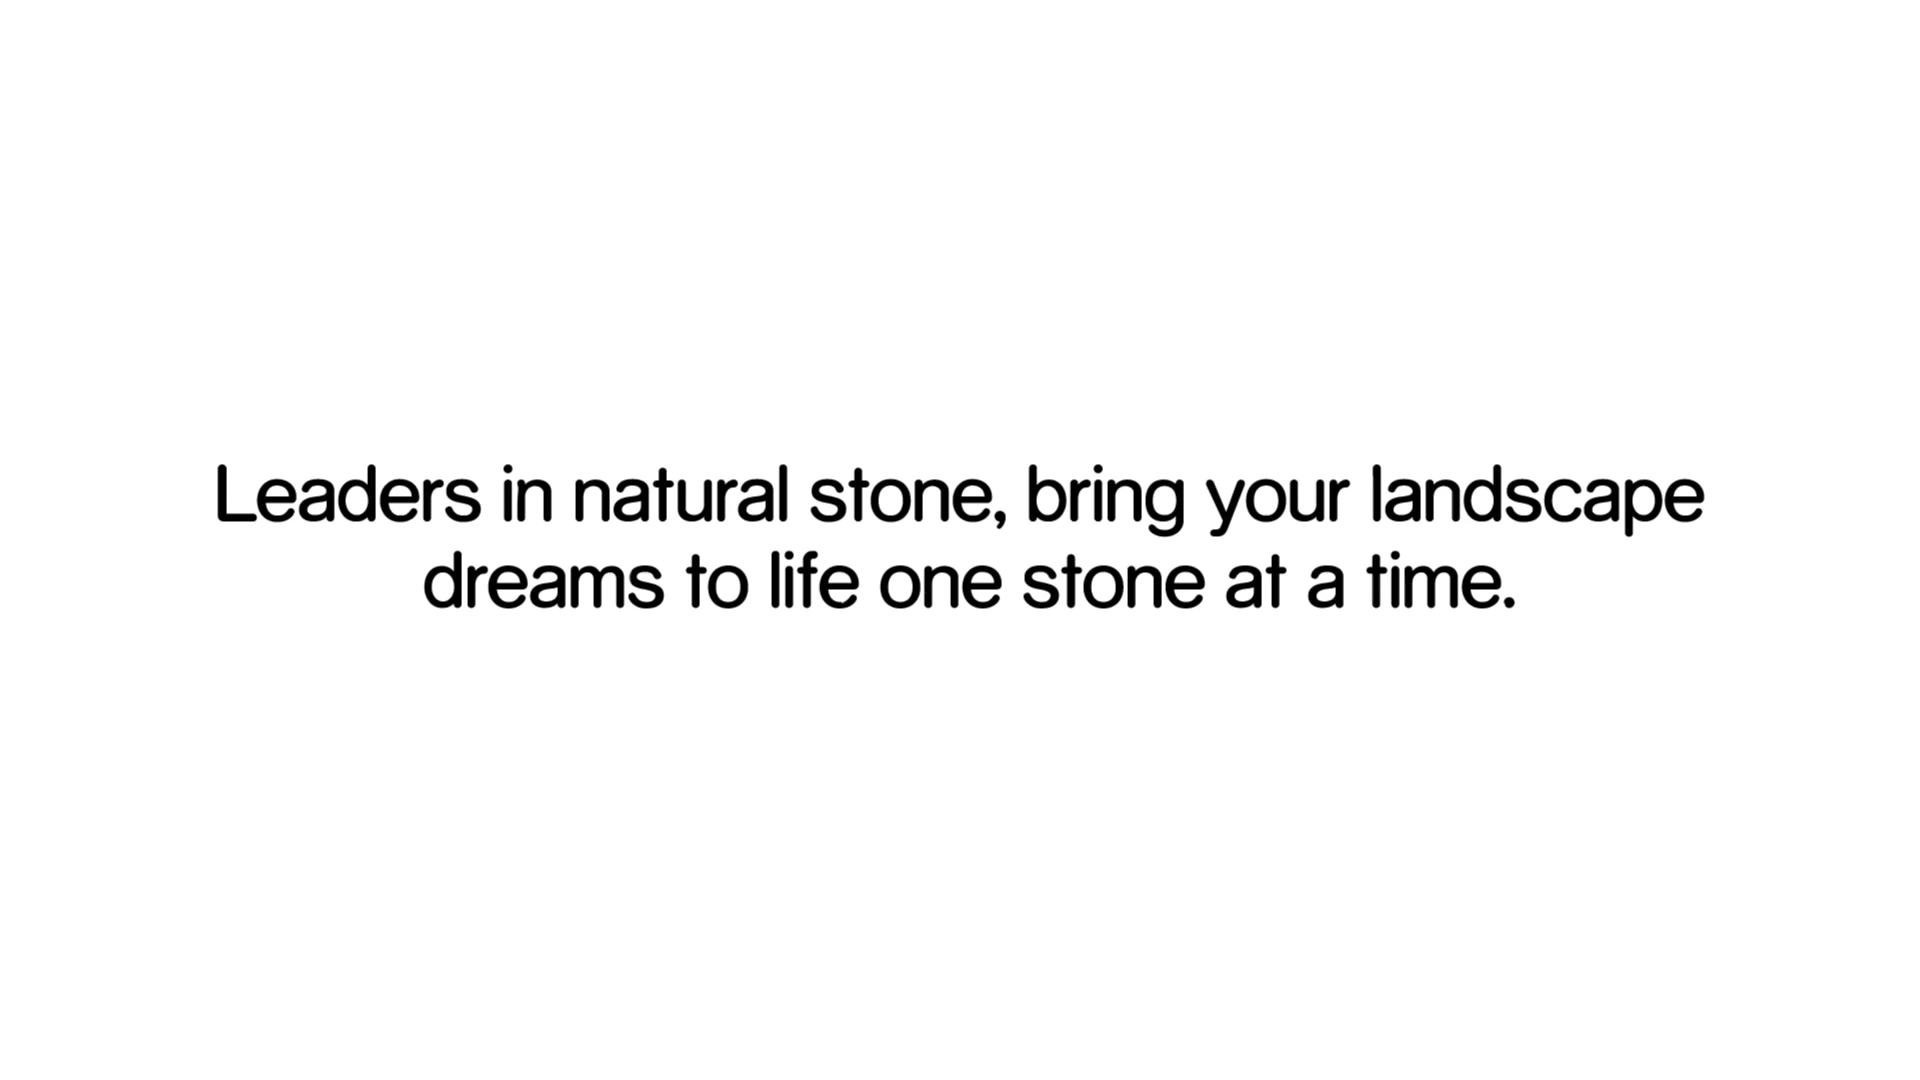 Leaders in natural stone, bring your landscape
dreams to life one stone at a time.